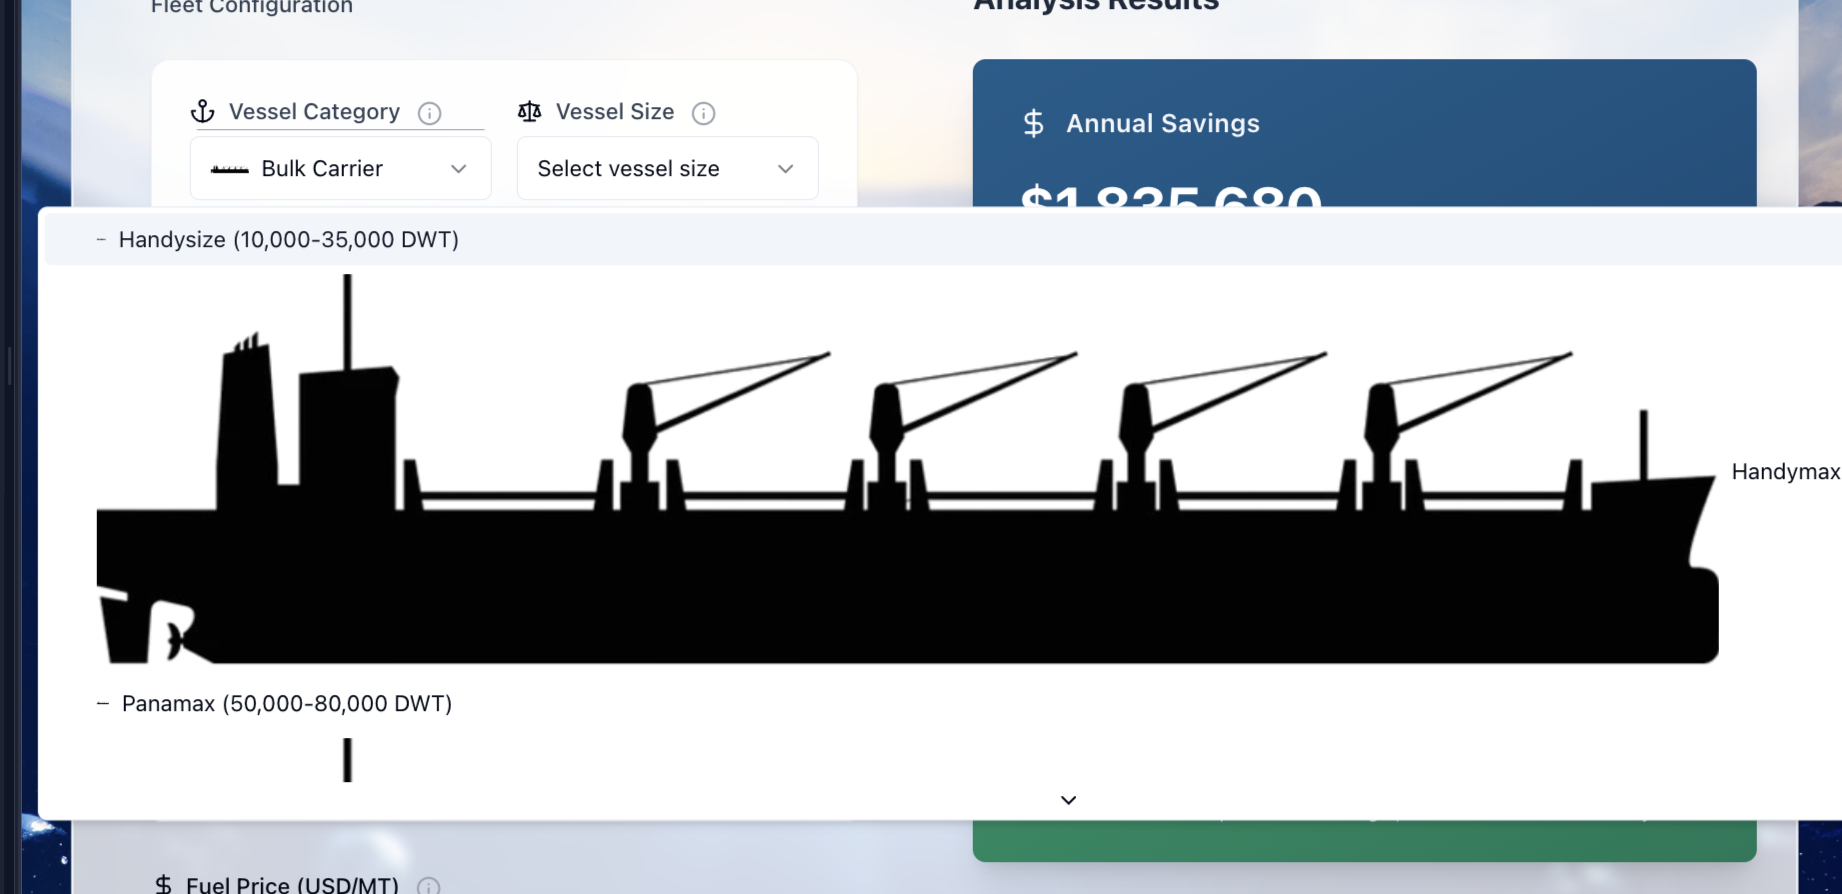 Fleet Configuration
Analysis Results
Vessel Category
Vessel Size
Bulk Carrier
Select vessel size
Annual Savings
$1,835,680
Handysize (10,000-35,000 DWT)
Handymax
Panamax (50,000-80,000 DWT)
Fuel Price (USD/MT)